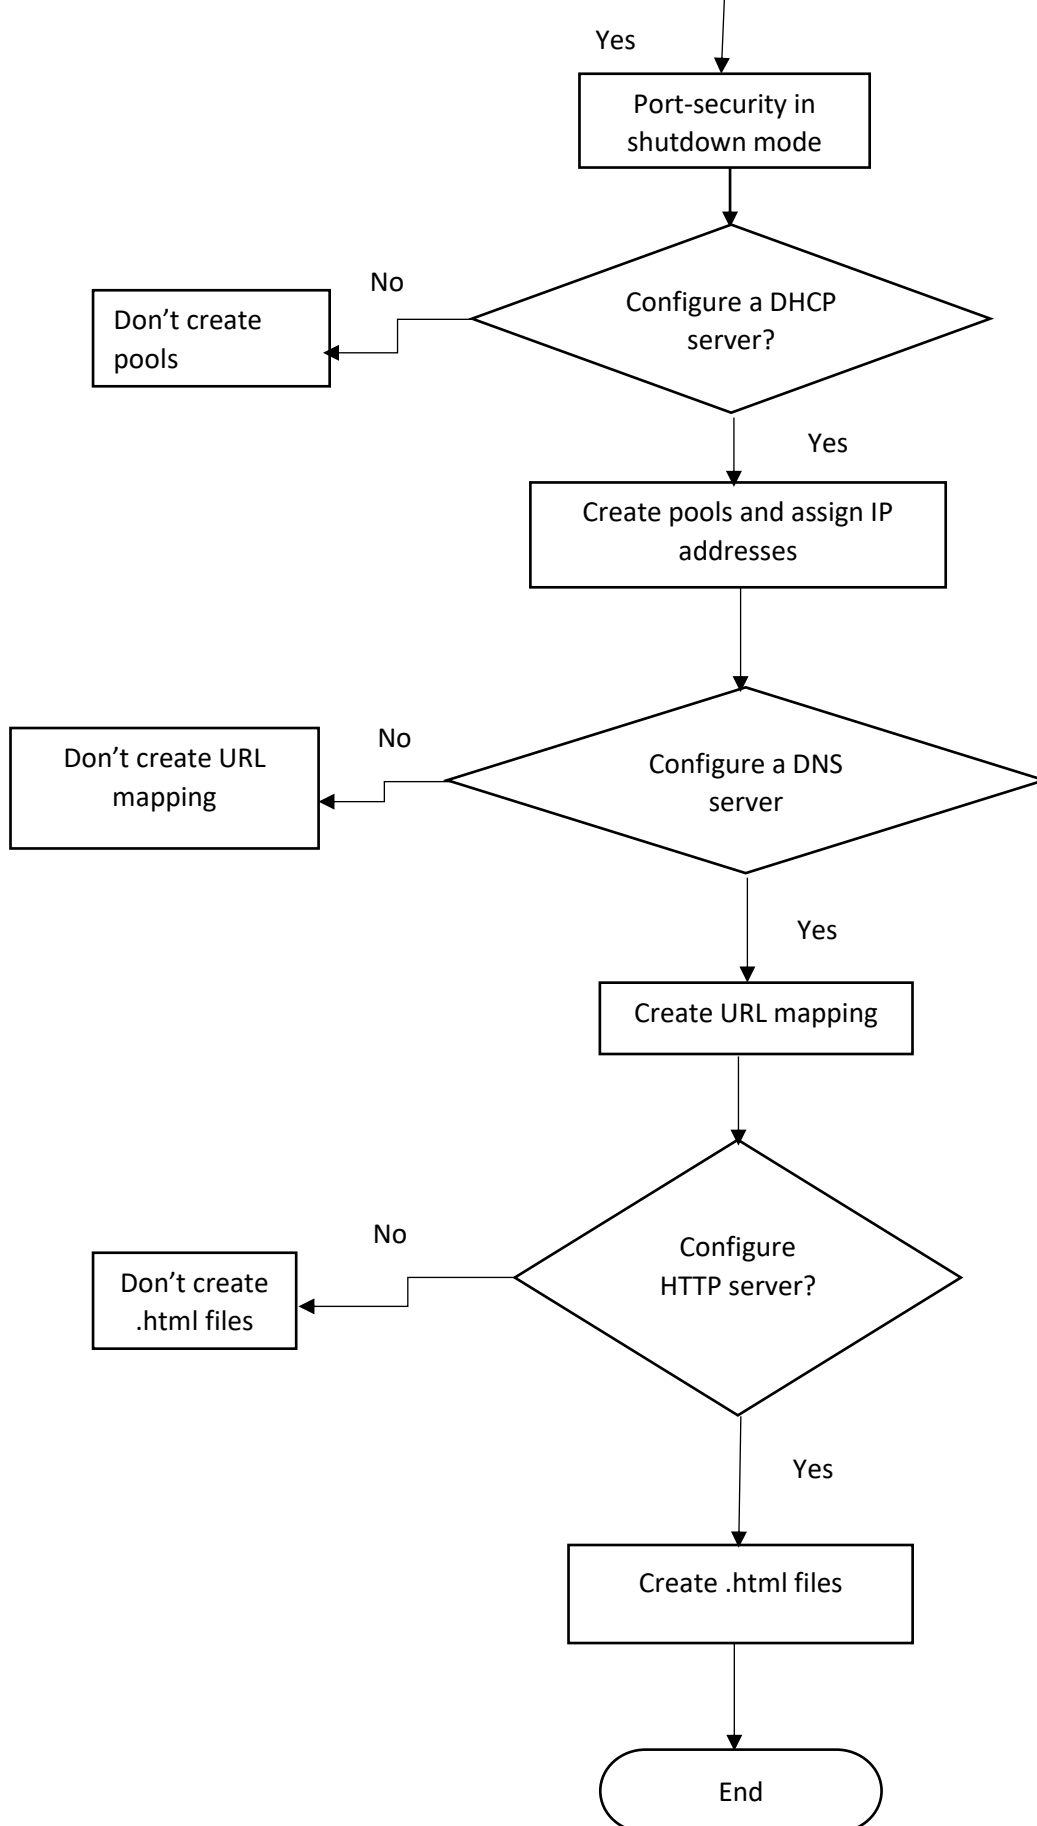 Yes
Port-security in
shutdown mode
No
Configure a DHCP
server?
Don’t create
pools
Yes
Create pools and assign IP
addresses
No
Configure a DNS
server
Don’t create URL
mapping
Yes
Create URL mapping
No
Configure
HTTP server?
Don’t create
.html files
Yes
Create .html files
End